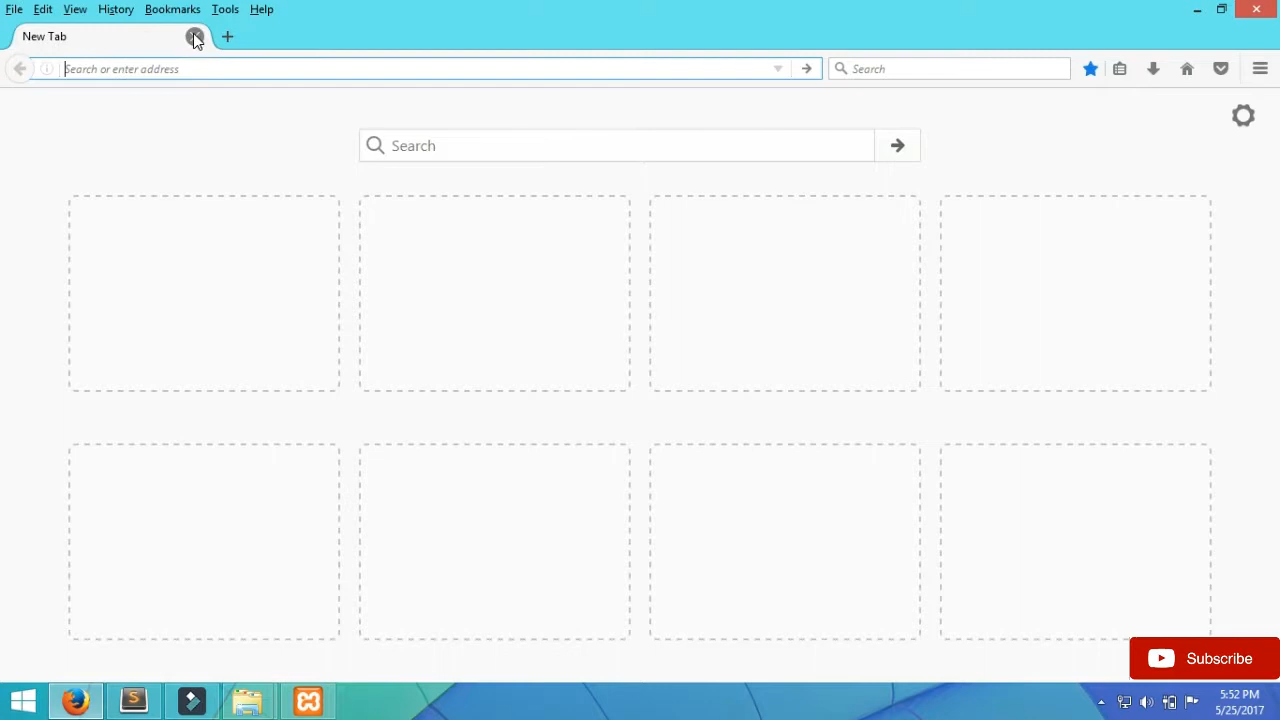 File Edit View History Bookmarks Tools Help
New Tab
Search or enter address
Search
Search
Subscribe
5:52 PM
5/25/2017